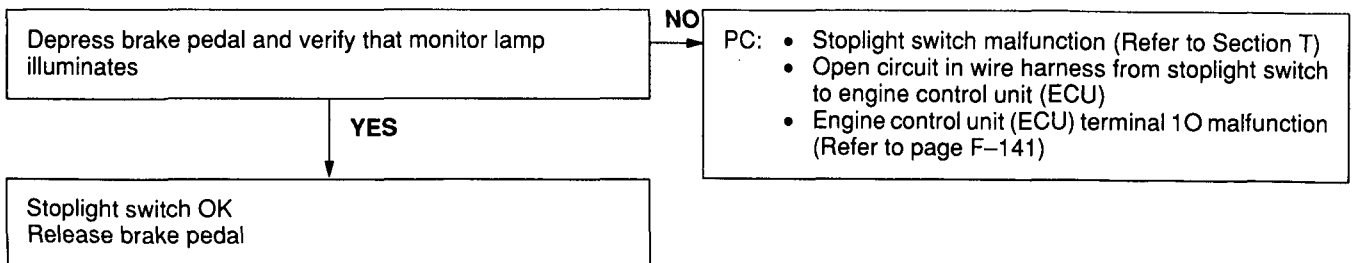 Depress brake pedal and verify that monitor lamp
illuminates
NO
PC: • Stoplight switch malfunction (Refer to Section T)
• Open circuit in wire harness from stoplight switch
to engine control unit (ECU)
• Engine control unit (ECU) terminal 1O malfunction
(Refer to page F–141)
YES
Stoplight switch OK
Release brake pedal